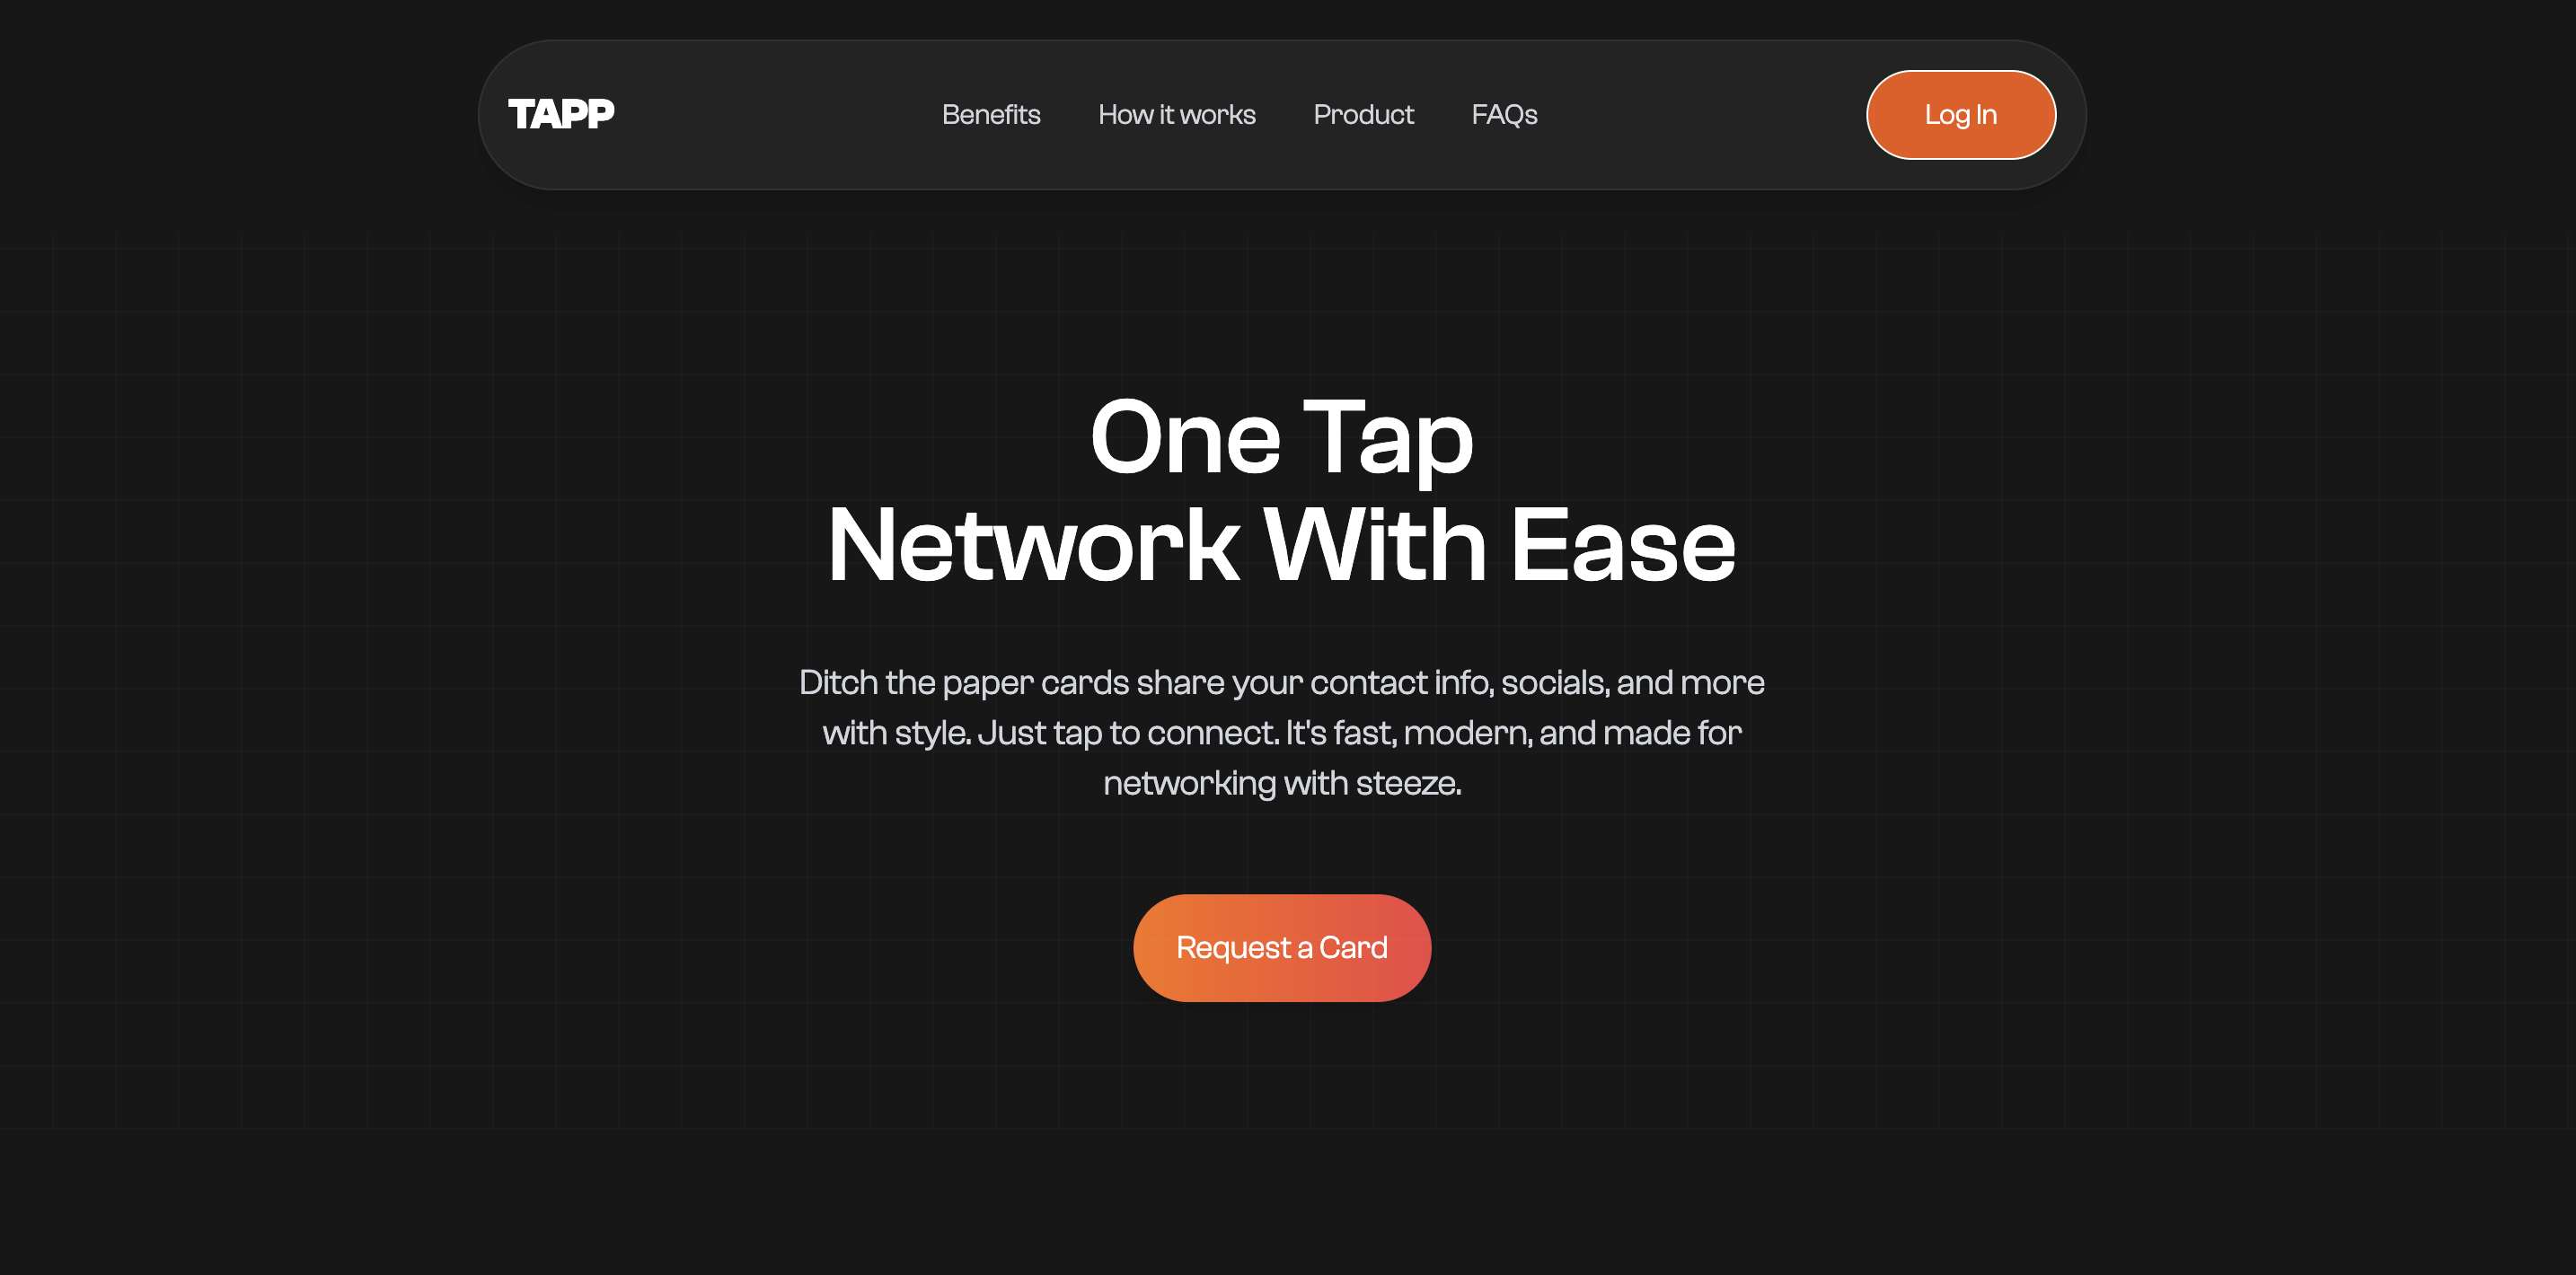 TAPP
Benefits
How it works
Product
FAQs
Log In
One Tap
Network With Ease
Ditch the paper cards share your contact info, socials, and more
with style. Just tap to connect. It's fast, modern, and made for
networking with steeze.
Request a Card